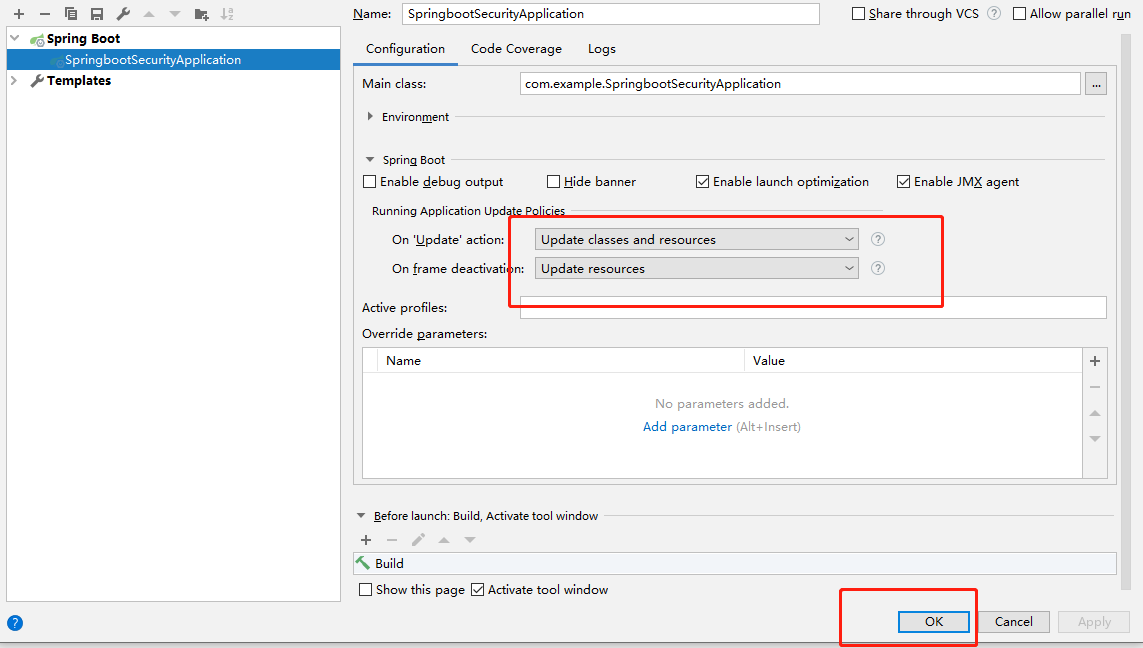 Name: SpringbootSecurityApplication
Share through VCS ? Allow parallel run
Spring Boot
SpringbootSecurityApplication
Templates
Configuration Code Coverage Logs
Main class: com.example.SpringbootSecurityApplication ...
Environment
Spring Boot
Enable debug output Hide banner Enable launch optimization Enable JMX agent
Running Application Update Policies
On 'Update' action: Update classes and resources ?
On frame deactivation: Update resources ?
Active profiles:
Override parameters:
Name Value
No parameters added.
Add parameter (Alt+Insert)
Before launch: Build, Activate tool window
Build
Show this page Activate tool window
? OK Cancel Apply